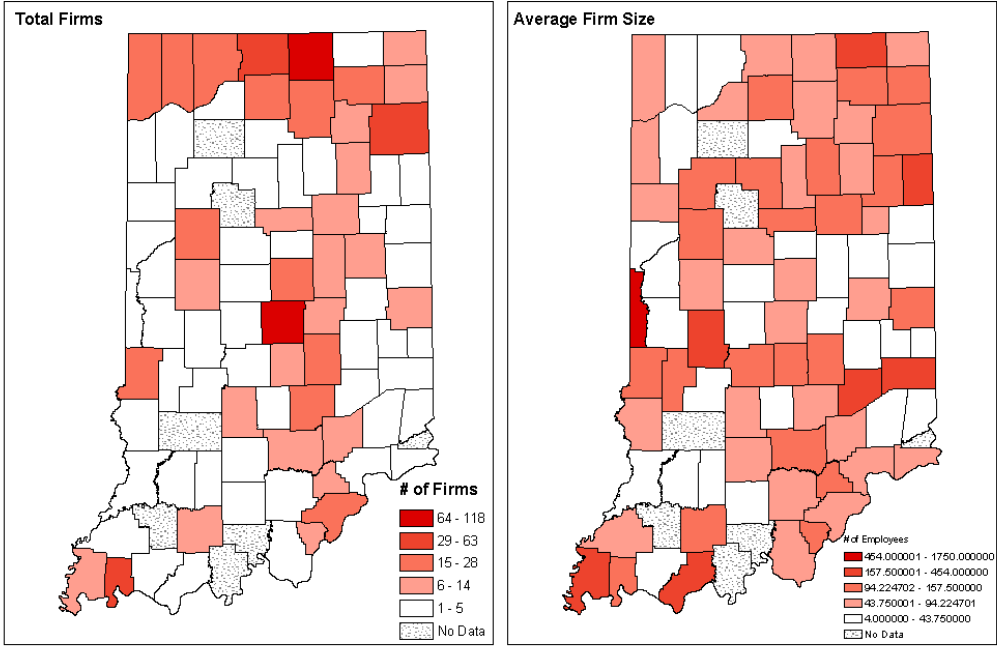 Total Firms
# of Firms
64 - 118
29 - 63
15 - 28
6 - 14
1 - 5
No Data
Average Firm Size
# of Employees
454.000001 - 1750.000000
157.500001 - 454.000000
94.224702 - 157.500000
43.750001 - 94.224701
4.000000 - 43.750000
No Data